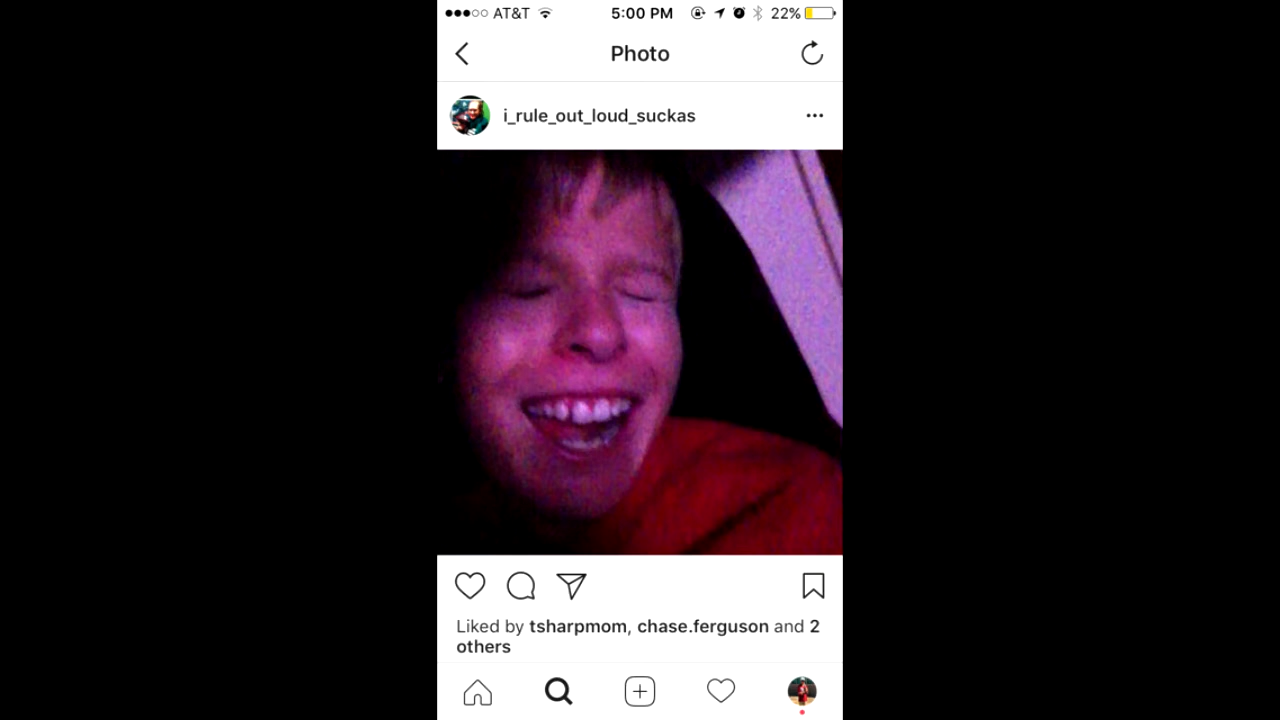 AT&T 5:00 PM 22%
Photo
i_rule_out_loud_suckas
Liked by tsharpmom, chase.ferguson and 2
others